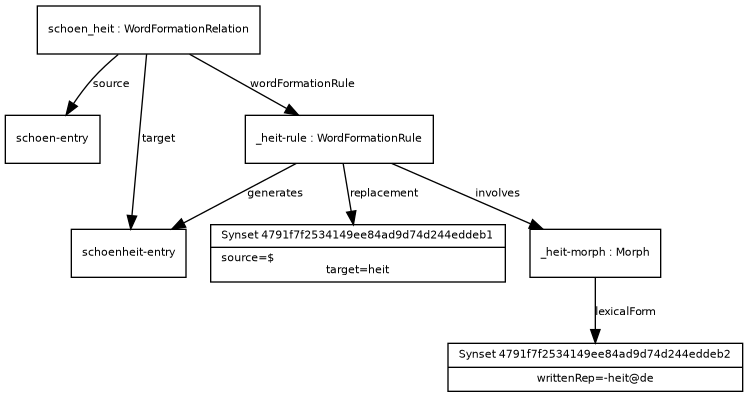 schoen_heit : WordFormationRelation
source
wordFormationRule
schoen-entry
target
_heit-rule : WordFormationRule
generates
replacement
involves
schoenheit-entry
Synset 4791f7f2534149ee84ad9d74d244eddeb1
source=$
target=heit
_heit-morph : Morph
lexicalForm
Synset 4791f7f2534149ee84ad9d74d244eddeb2
writtenRep=-heit@de